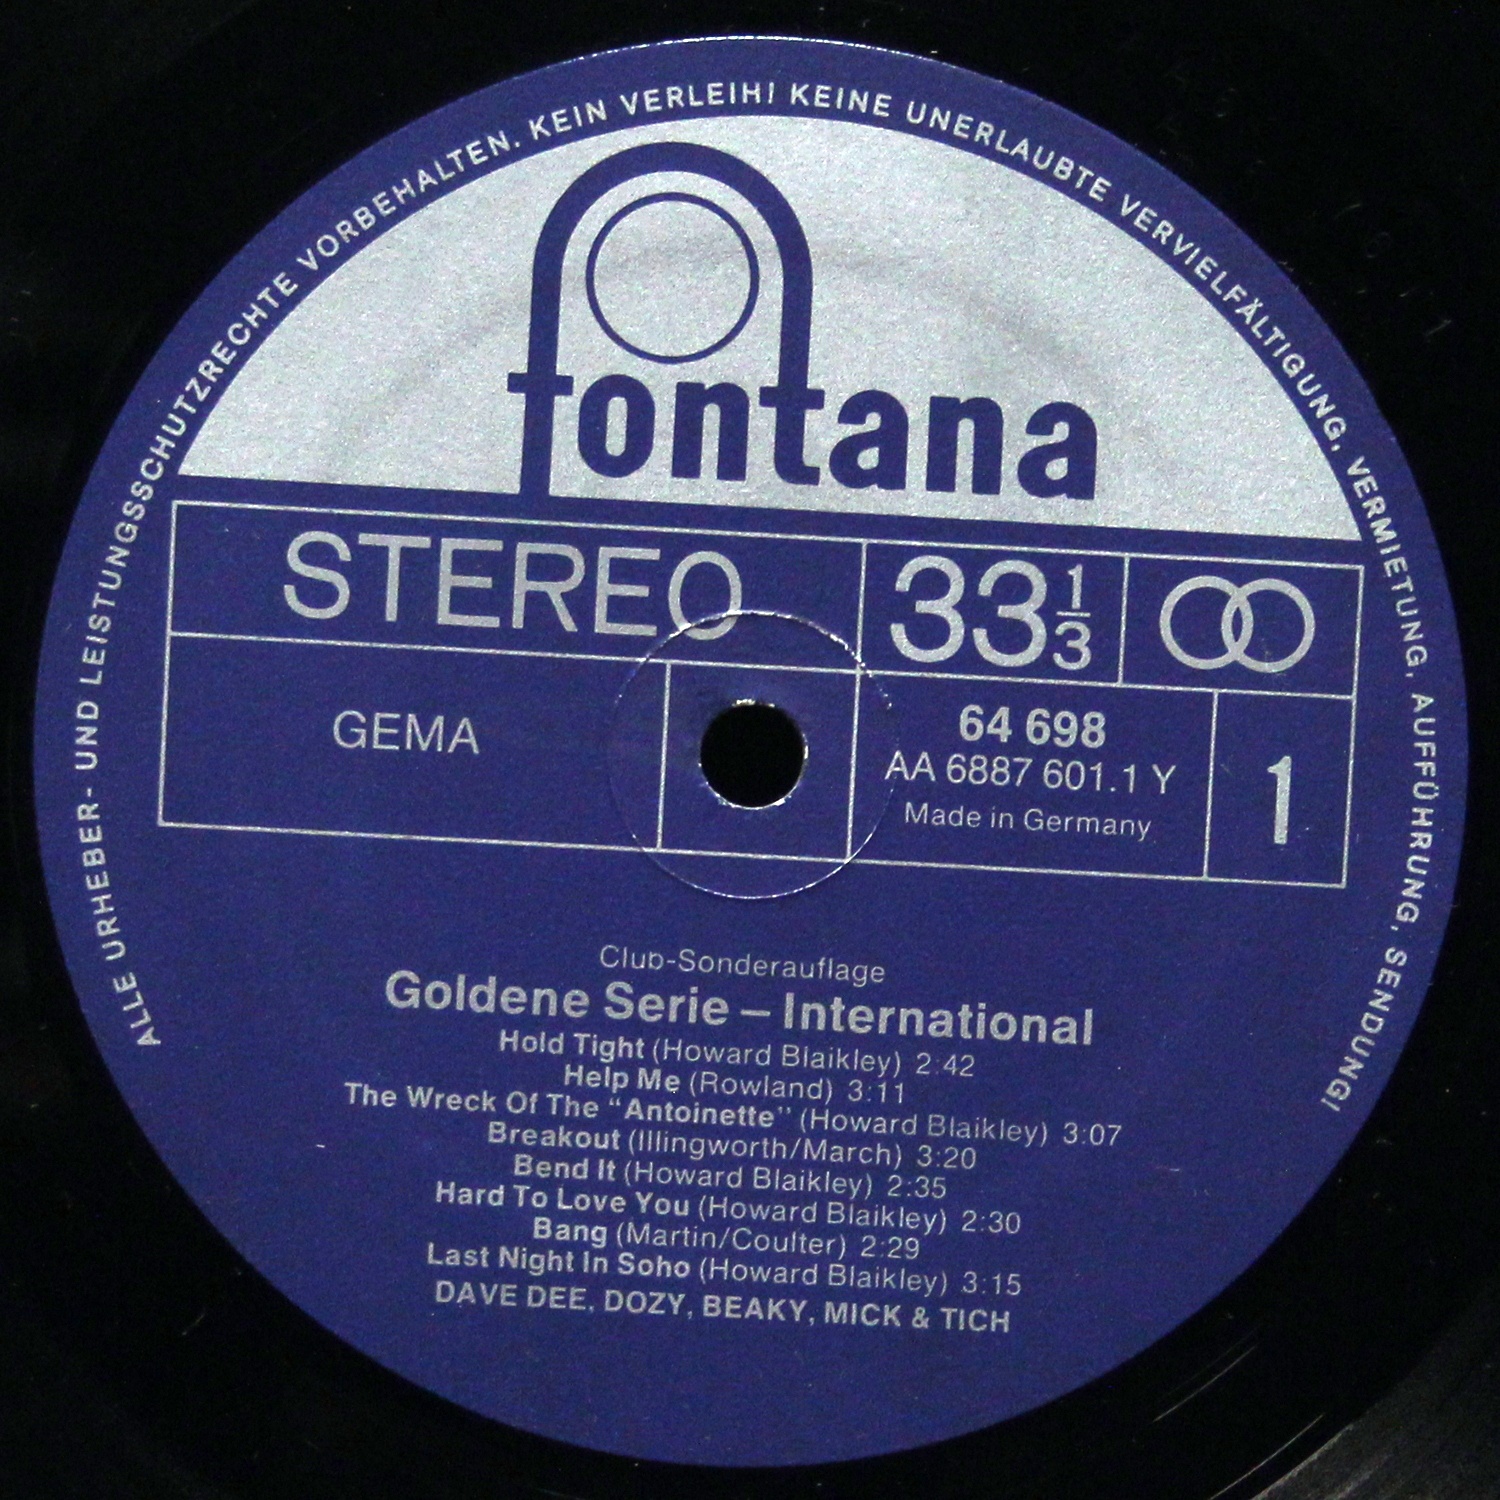 ALLE URHEBER- UND LEISTUNGSSCHUTZRECHTE VORBEHALTEN. KEIN VERLEIH! KEINE UNERLAUBTE VERVIELFÄLTIGUNG, VERMIETUNG, AUFFÜHRUNG, SENDUNG!
fontana
STEREO 33 1/3
GEMA
64 698
AA 6887 601.1 Y
Made in Germany
1
Club-Sonderauflage
Goldene Serie – International
Hold Tight (Howard Blaikley) 2:42
Help Me (Rowland) 3:11
The Wreck Of The "Antoinette" (Howard Blaikley) 3:07
Breakout (Illingworth/March) 3:20
Bend It (Howard Blaikley) 2:35
Hard To Love You (Howard Blaikley) 2:30
Bang (Martin/Coulter) 2:29
Last Night In Soho (Howard Blaikley) 3:15
DAVE DEE, DOZY, BEAKY, MICK & TICH